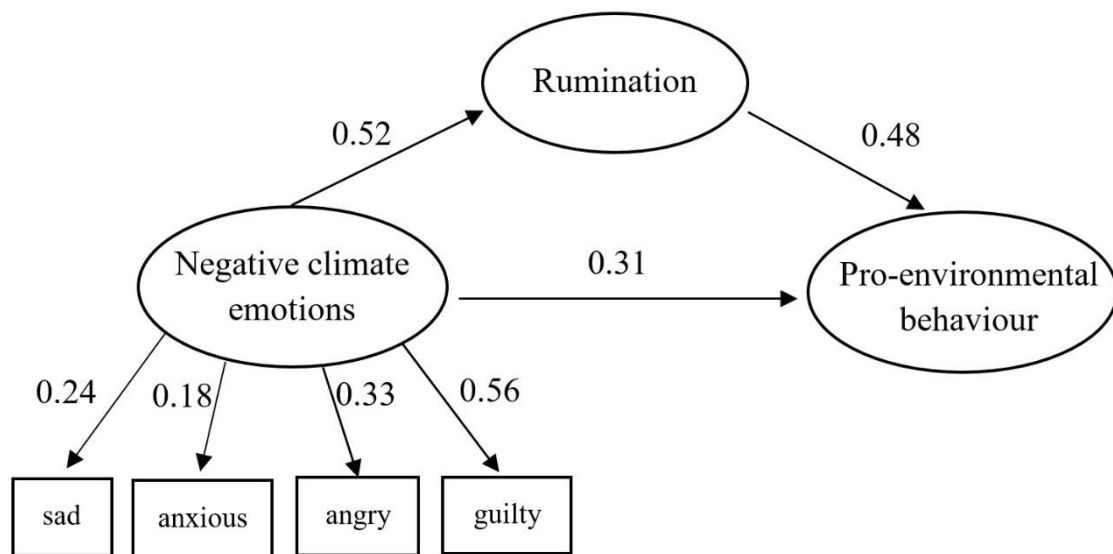 Rumination
0.52
0.48
Negative climate
emotions
0.31
Pro-environmental
behaviour
0.24
0.18
0.33
0.56
sad
anxious
angry
guilty